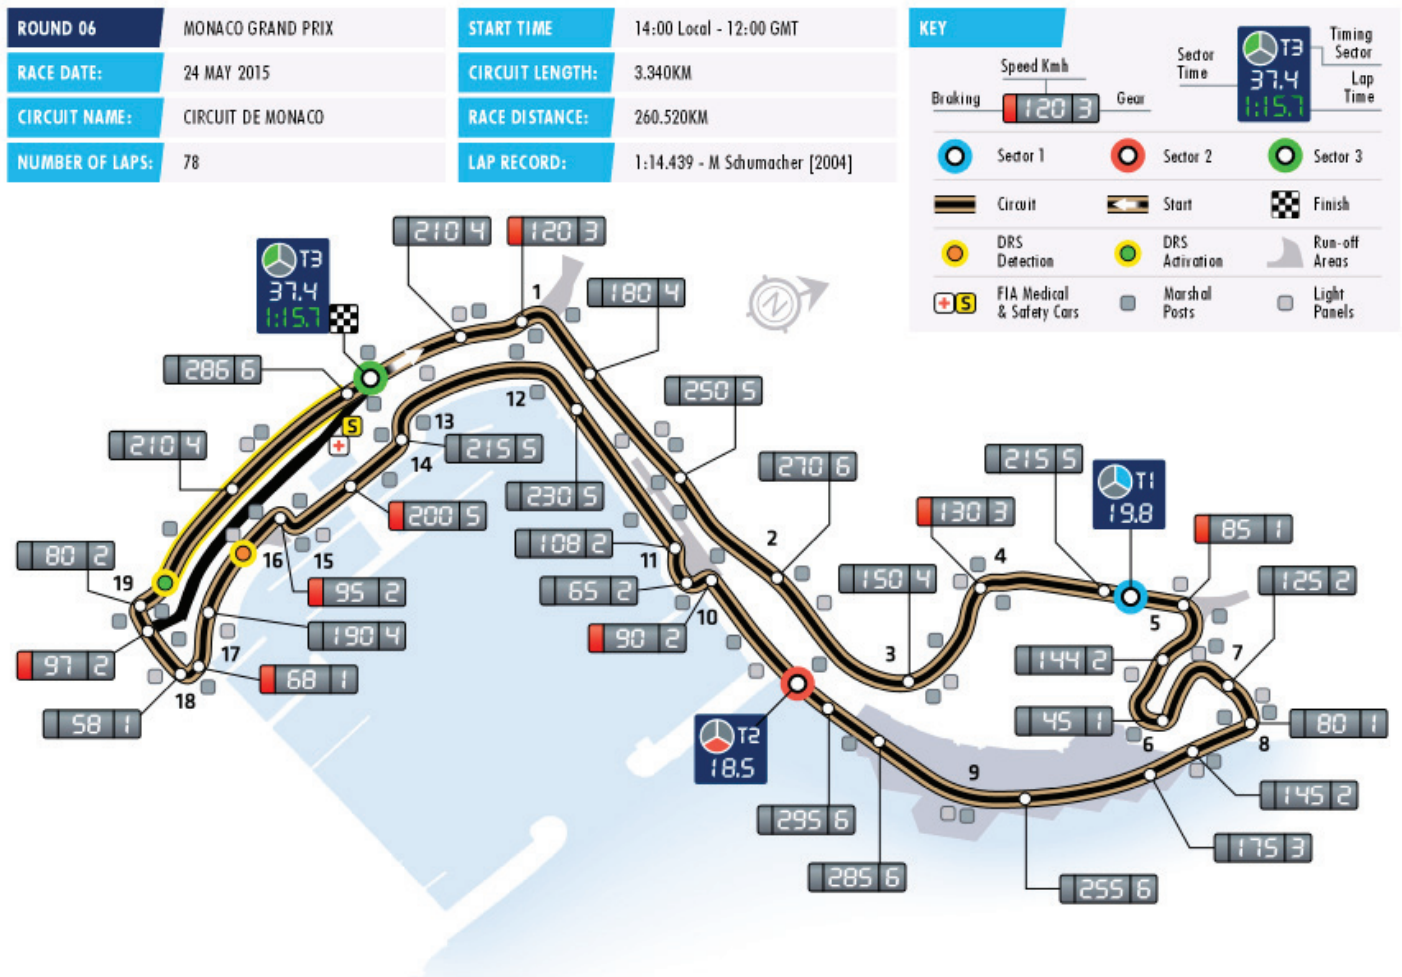 ROUND 06 MONACO GRAND PRIX
RACE DATE: 24 MAY 2015
CIRCUIT NAME: CIRCUIT DE MONACO
NUMBER OF LAPS: 78
START TIME 14:00 Local - 12:00 GMT
CIRCUIT LENGTH: 3.340KM
RACE DISTANCE: 260.520KM
LAP RECORD: 1:14.439 - M Schumacher [2004]
KEY
Speed Kmh
Braking 120 3 Gear
Sector
Time
T3
37.4
1:15.7
Timing
Sector
Lap
Time
Sector 1 Sector 2 Sector 3
Circuit Start Finish
DRS
Detection
DRS
Activation
Run-off
Areas
S
FIA Medical
& Safety Cars
Marshal
Posts
Light
Panels
210 4
120 3
T3
37.4
1:15.7
1
180 4
N
286 6
250 5
12
13
S
210 4
14
215 5
270 6
215 5
T1
19.8
200 5
230 5
130 3
85 1
80 2
19
16
15
108 2
11
2
4
125 2
95 2
65 2
150 4
5
97 2
190 4
90 2
10
3
144 2
7
17
68 1
18
58 1
T2
18.5
45 1
6
8
80 1
9
145 2
295 6
175 3
285 6
255 6